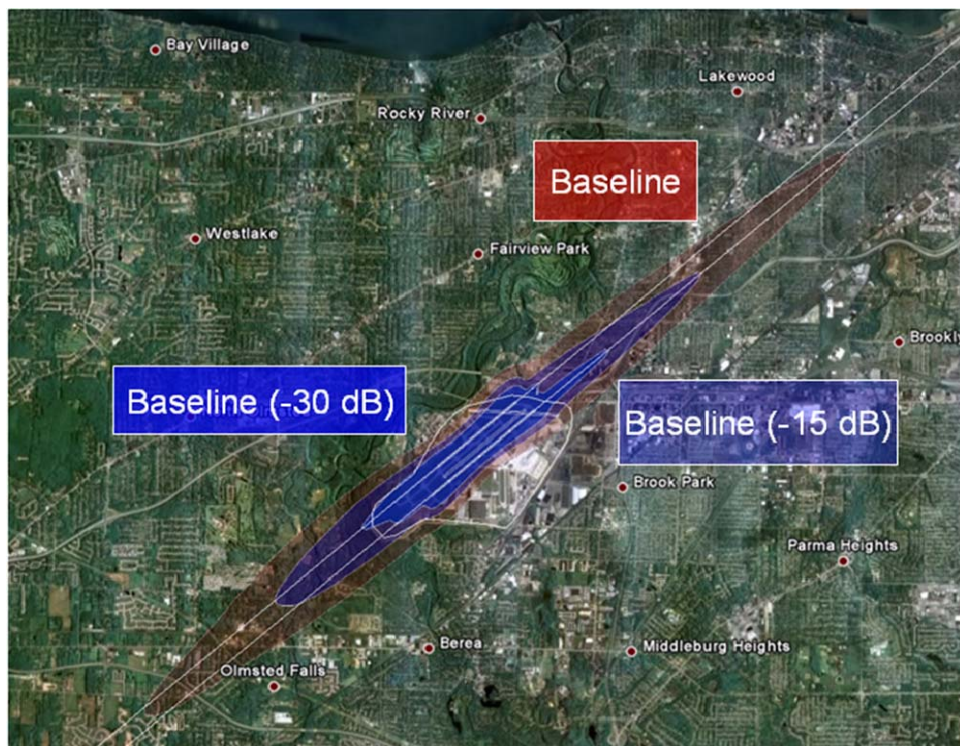 Bay Village
Lakewood
Rocky River
Baseline
Westlake
Fairview Park
Brookly
Baseline (-30 dB)
Baseline (-15 dB)
Brook Park
Parma Heights
Berea
Middleburg Heights
Olmsted Falls